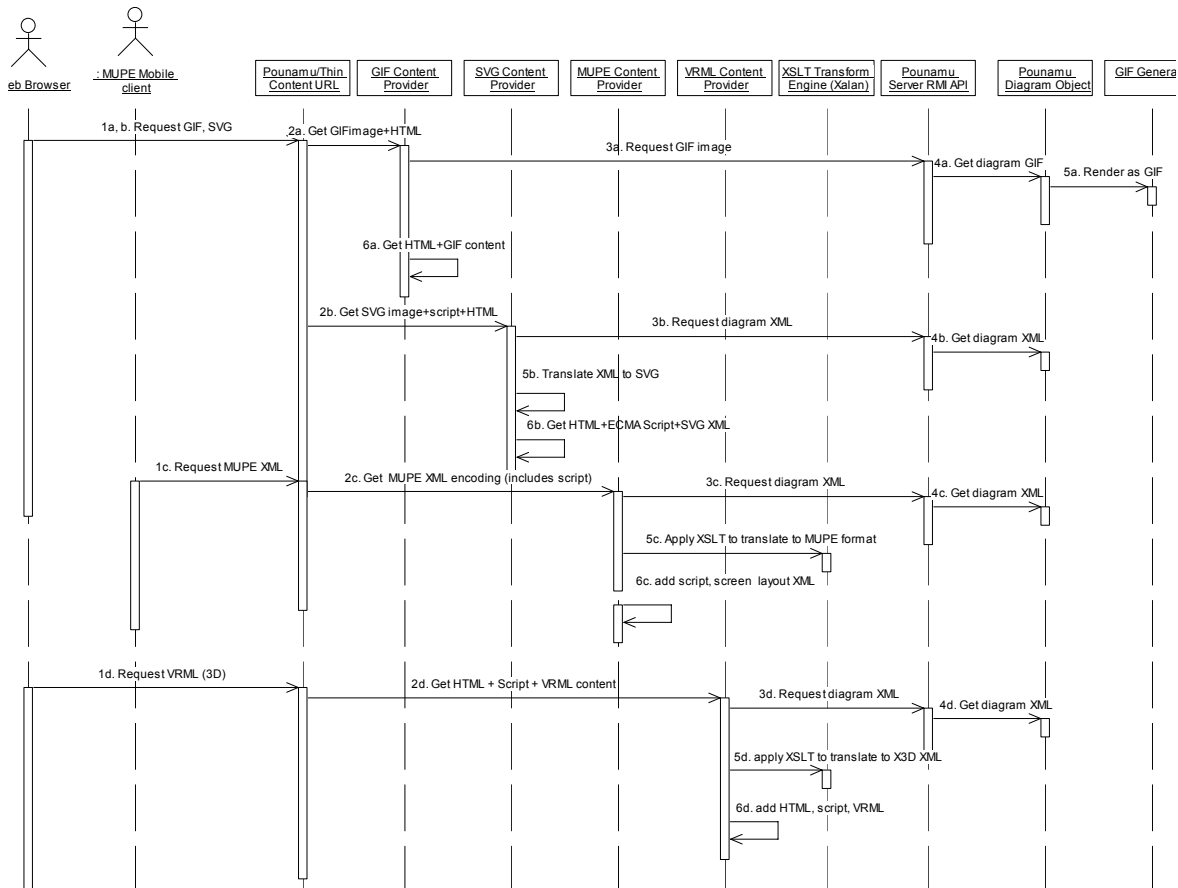 eb Browser
: MUPE Mobile
client
Pounamu/Thin
Content URL
GIF Content
Provider
SVG Content
Provider
MUPE Content
Provider
VRML Content
Provider
XSLT Transform
Engine (Xalan)
Pounamu
Server RMI API
Pounamu
Diagram Object
GIF Genera
1a, b. Request GIF, SVG
2a. Get GIFimage+HTML
3a. Request GIF image
4a. Get diagram GIF
5a. Render as GIF
6a. Get HTML+GIF content
2b. Get SVG image+script+HTML
3b. Request diagram XML
4b. Get diagram XML
5b. Translate XML to SVG
6b. Get HTML+ECMA Script+SVG XML
1c. Request MUPE XML
2c. Get MUPE XML encoding (includes script)
3c. Request diagram XML
4c. Get diagram XML
5c. Apply XSLT to translate to MUPE format
6c. add script, screen layout XML
1d. Request VRML (3D)
2d. Get HTML + Script + VRML content
3d. Request diagram XML
4d. Get diagram XML
5d. apply XSLT to translate to X3D XML
6d. add HTML, script, VRML